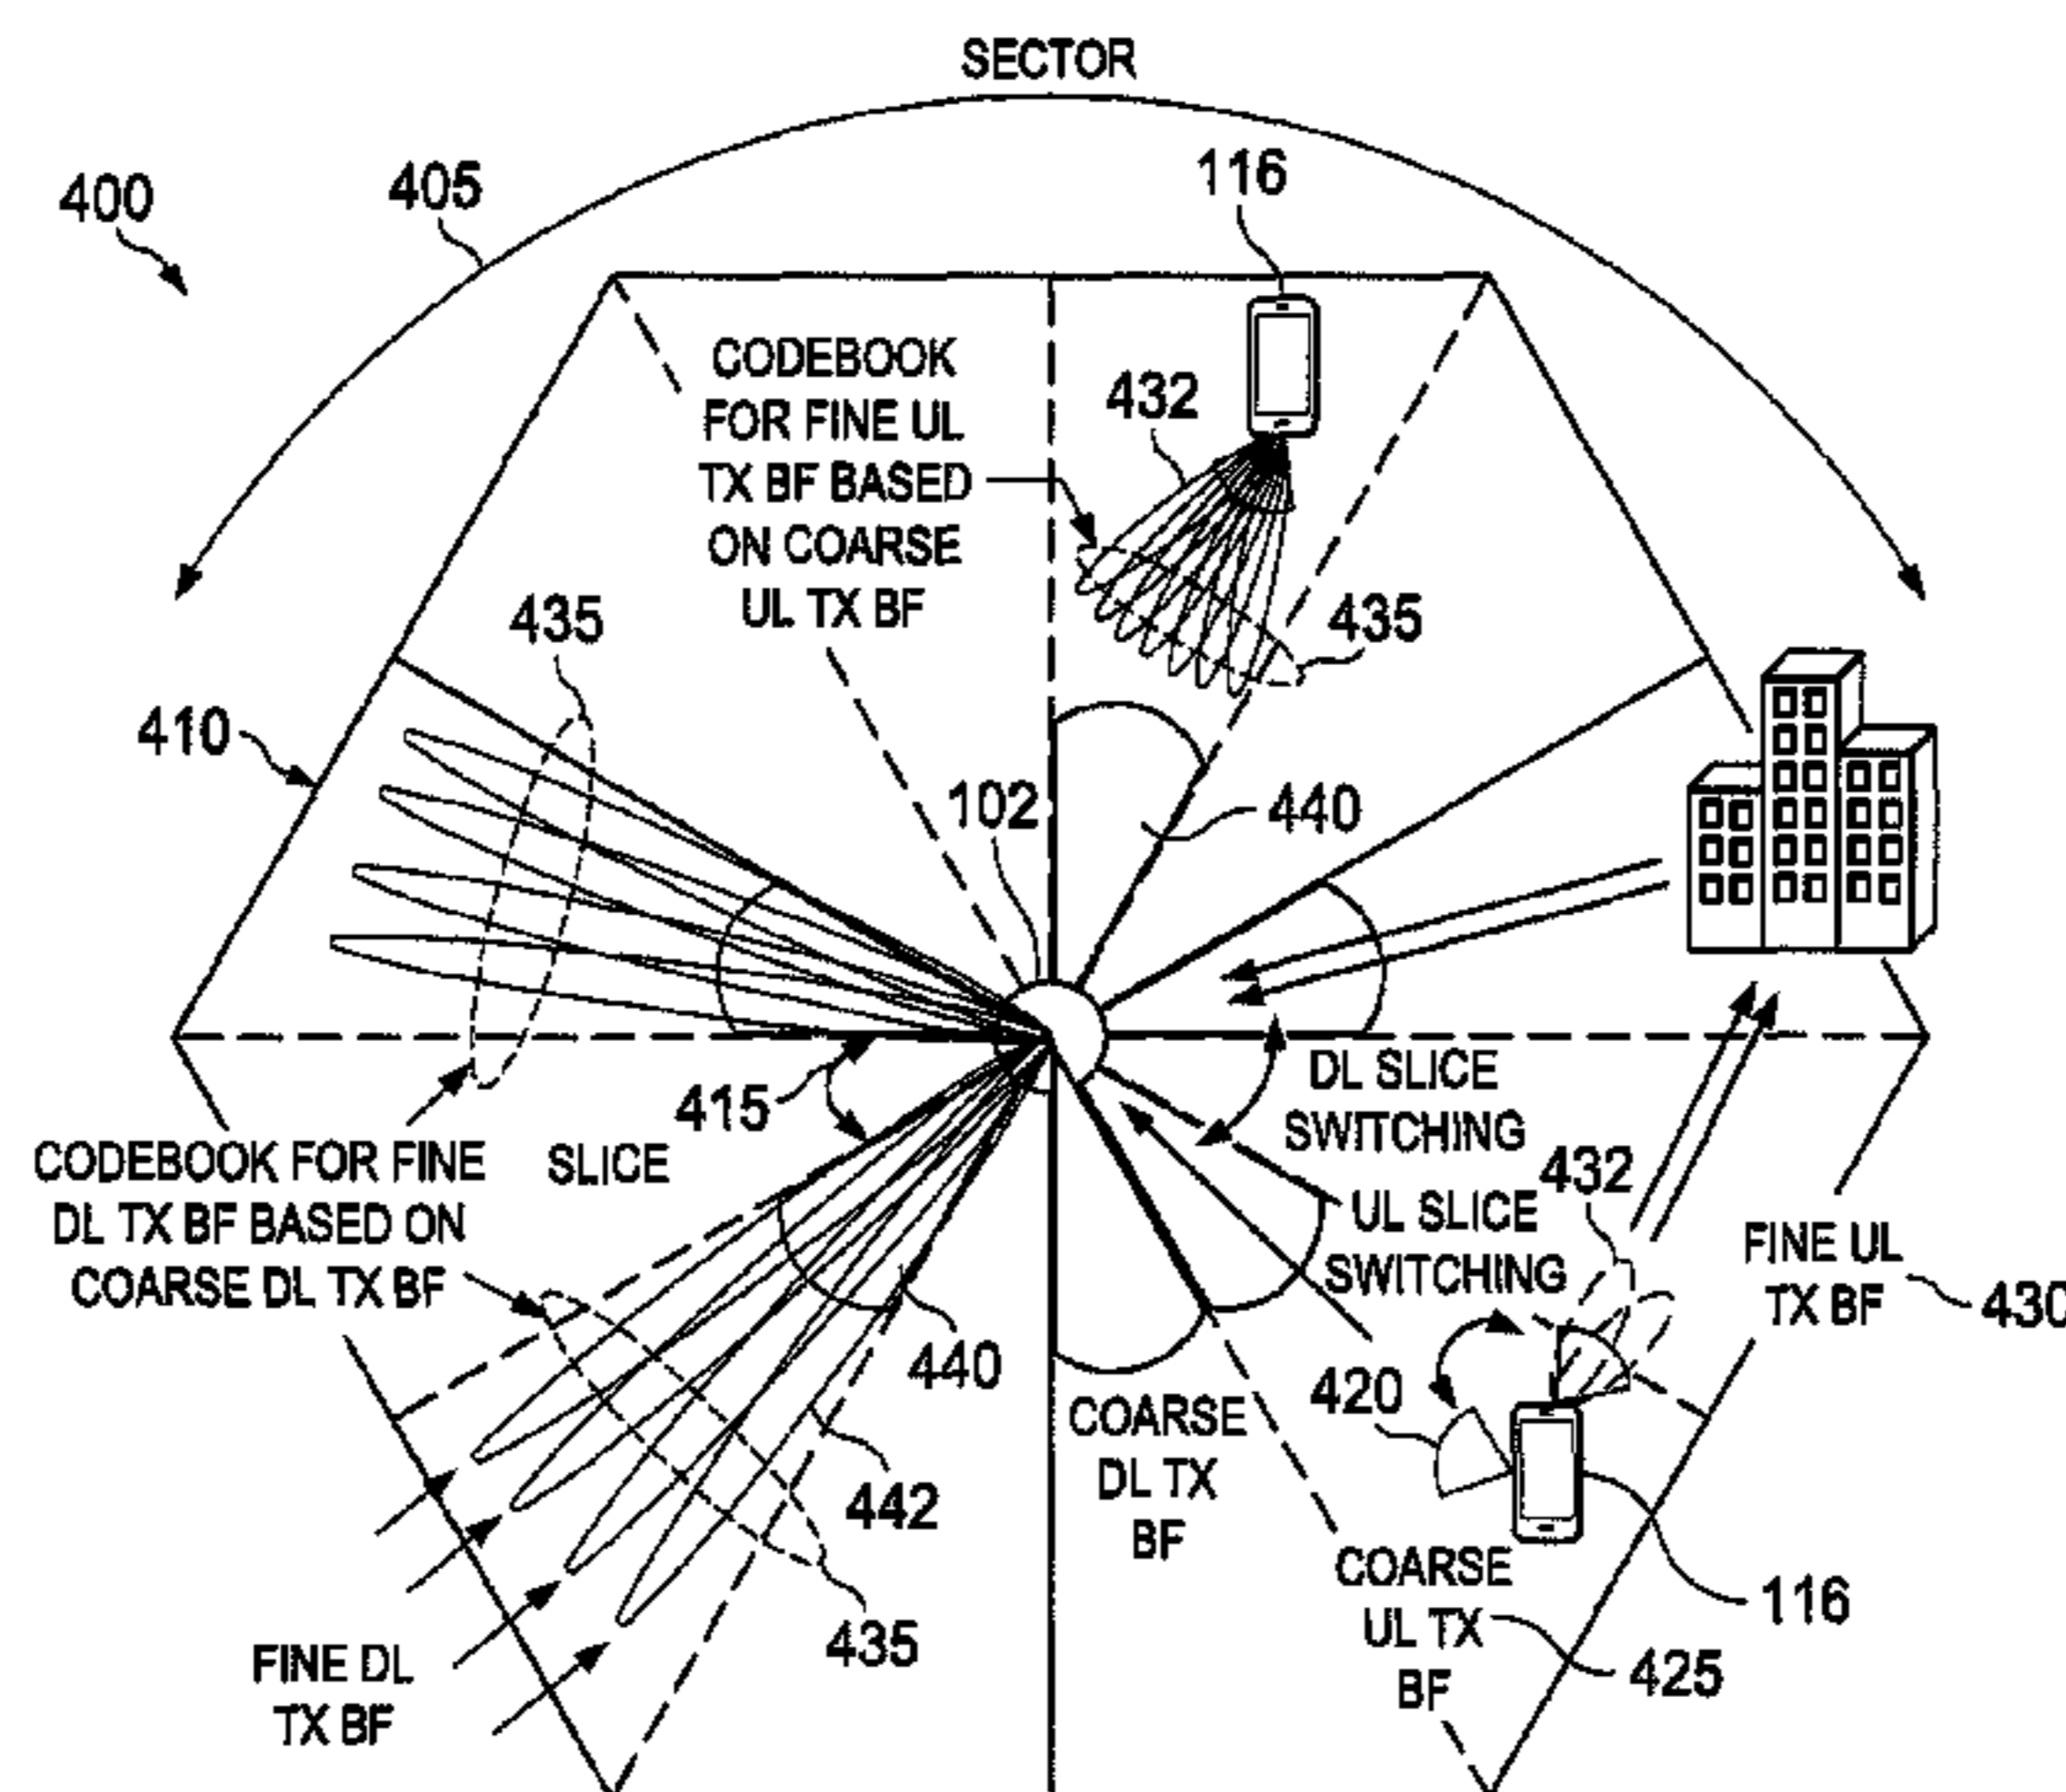 SECTOR
400
405
116
CODEBOOK
FOR FINE UL
TX BF BASED
ON COARSE
UL TX BF
432
435
435
410
102
440
415
DL SLICE
SWITCHING
CODEBOOK FOR FINE
DL TX BF BASED ON
COARSE DL TX BF
SLICE
432
UL SLICE
SWITCHING
FINE UL
TX BF
430
440
420
COARSE
DL TX
BF
442
435
COARSE
UL TX
BF
116
425
FINE DL
TX BF